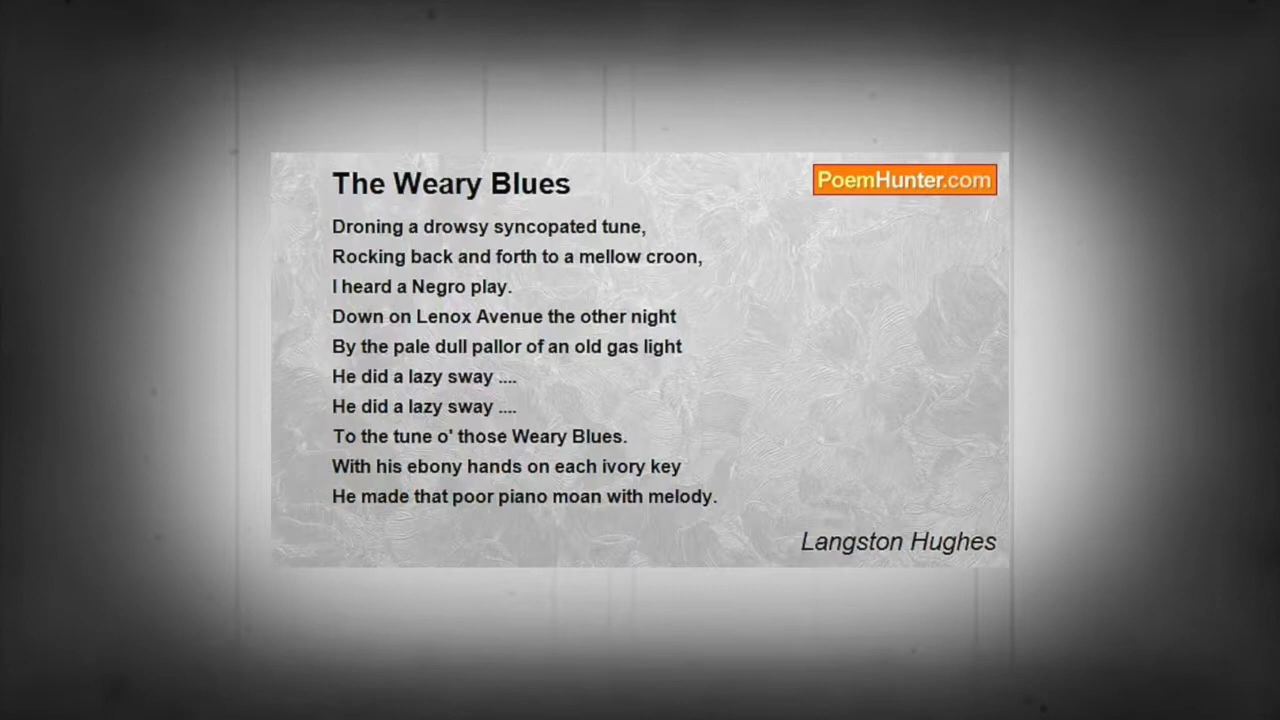 The Weary Blues
PoemHunter.com
Droning a drowsy syncopated tune,
Rocking back and forth to a mellow croon,
I heard a Negro play.
Down on Lenox Avenue the other night
By the pale dull pallor of an old gas light
He did a lazy sway ....
He did a lazy sway ....
To the tune o' those Weary Blues.
With his ebony hands on each ivory key
He made that poor piano moan with melody.
Langston Hughes